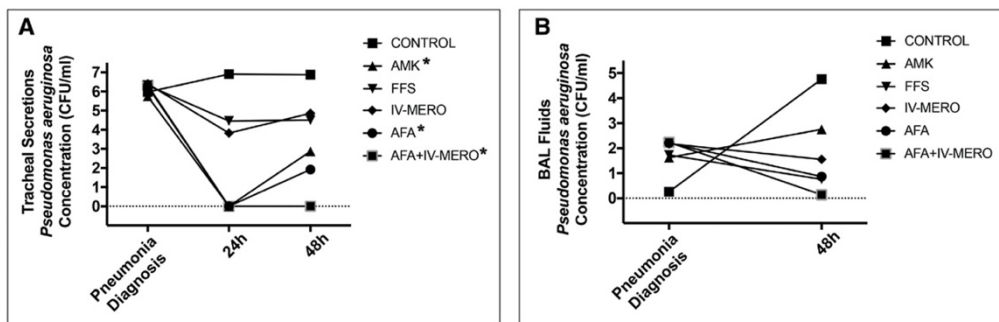 A
Tracheal Secretions
Pseudomonas aeruginosa
Concentration (CFU/ml)
7
6
5
4
3
2
1
0
Pneumonia
Diagnosis
24h
48h
CONTROL
AMK*
FFS
IV-MERO
AFA*
AFA+IV-MERO*
B
BAL Fluids
Pseudomonas aeruginosa
Concentration (CFU/ml)
5
4
3
2
1
0
Pneumonia
Diagnosis
48h
CONTROL
AMK
FFS
IV-MERO
AFA
AFA+IV-MERO